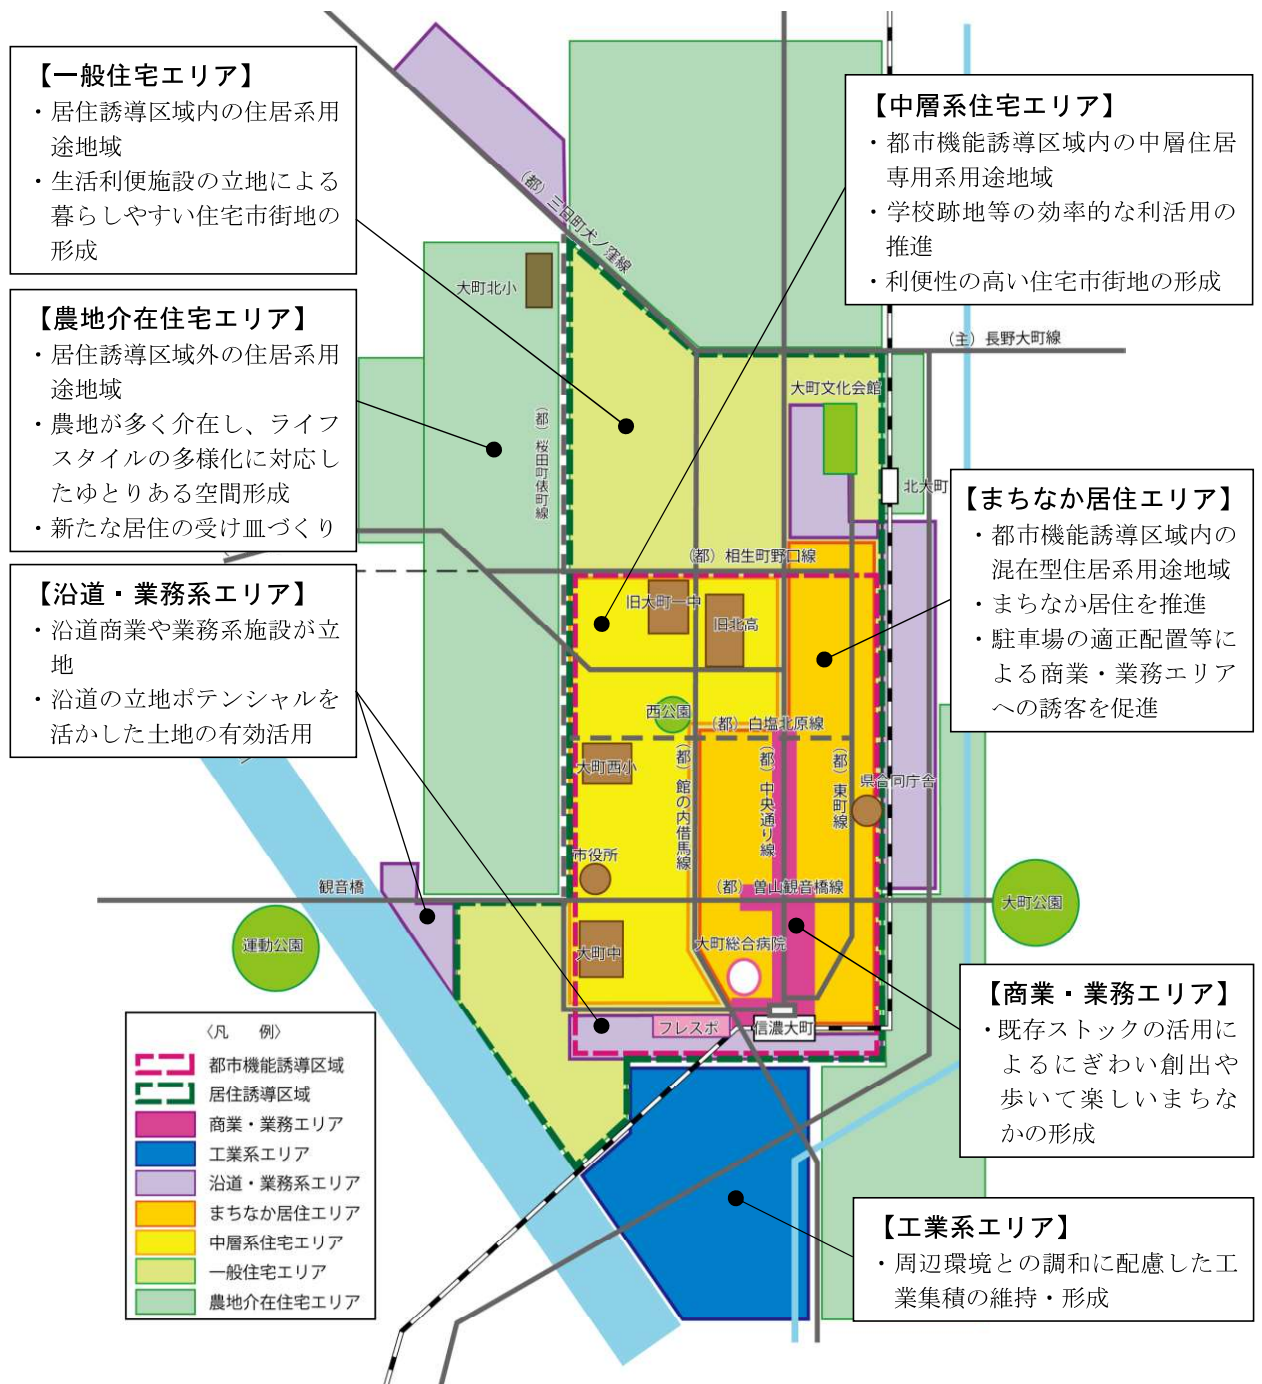 【一般住宅エリア】
・居住誘導区域内の住居系用
途地域
・生活利便施設の立地による
暮らしやすい住宅市街地の
形成
【農地介在住宅エリア】
・居住誘導区域外の住居系用
途地域
・農地が多く介在し、ライフ
スタイルの多様化に対応し
たゆとりある空間形成
・新たな居住の受け皿づくり
【沿道・業務系エリア】
・沿道商業や業務系施設が立
地
・沿道の立地ポテンシャルを
活かした土地の有効活用
【中層系住宅エリア】
・都市機能誘導区域内の中層住居
専用系用途地域
・学校跡地等の効率的な利活用の
推進
・利便性の高い住宅市街地の形成
【まちなか居住エリア】
・都市機能誘導区域内の
混在型住居系用途地域
・まちなか居住を推進
・駐車場の適正配置等に
よる商業・業務エリア
への誘客を促進
【商業・業務エリア】
・既存ストックの活用に
よるにぎわい創出や
歩いて楽しいまちな
かの形成
【工業系エリア】
・周辺環境との調和に配慮した工
業集積の維持・形成
(都)三日町犬ノ窪線
大町北小
(主)長野大町線
大町文化会館
(都)桜田町俵町線
北大町
(都)相生町野口線
旧大町一中
旧北高
西公園
(都)白塩北原線
大町西小
(都)館の内借馬線
(都)中央通り線
(都)東町線
県合同庁舎
市役所
観音橋
(都)曽山観音橋線
大町公園
運動公園
大町中
大町総合病院
フレスポ
信濃大町
〈凡 例〉
都市機能誘導区域
居住誘導区域
商業・業務エリア
工業系エリア
沿道・業務系エリア
まちなか居住エリア
中層系住宅エリア
一般住宅エリア
農地介在住宅エリア